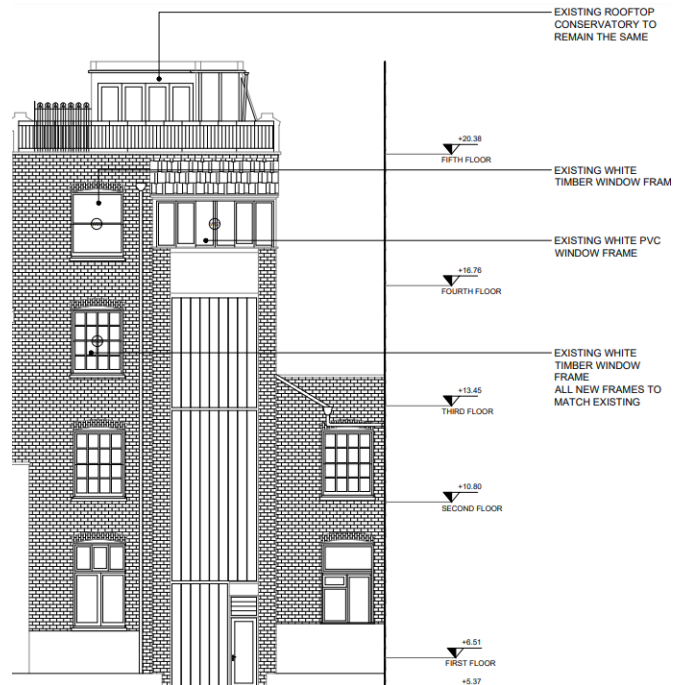 EXISTING ROOFTOP
CONSERVATORY TO
REMAIN THE SAME
+20.38
FIFTH FLOOR
EXISTING WHITE
TIMBER WINDOW FRAM
EXISTING WHITE PVC
WINDOW FRAME
+16.76
FOURTH FLOOR
EXISTING WHITE
TIMBER WINDOW
FRAME
ALL NEW FRAMES TO
MATCH EXISTING
+13.45
THIRD FLOOR
+10.80
SECOND FLOOR
+6.51
FIRST FLOOR
+5.37